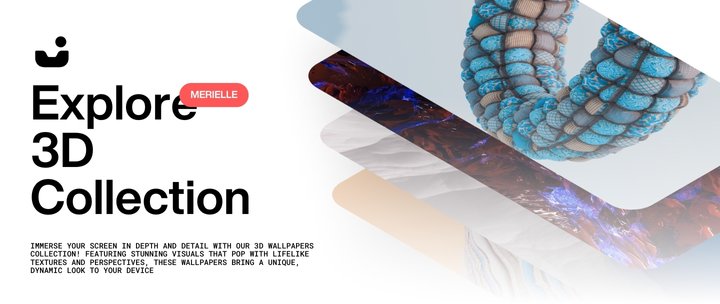 Explore
MERIELLE
3D
Collection
IMMERSE YOUR SCREEN IN DEPTH AND DETAIL WITH OUR 3D WALLPAPERS
COLLECTION! FEATURING STUNNING VISUALS THAT POP WITH LIFELIKE
TEXTURES AND PERSPECTIVES, THESE WALLPAPERS BRING A UNIQUE,
DYNAMIC LOOK TO YOUR DEVICE